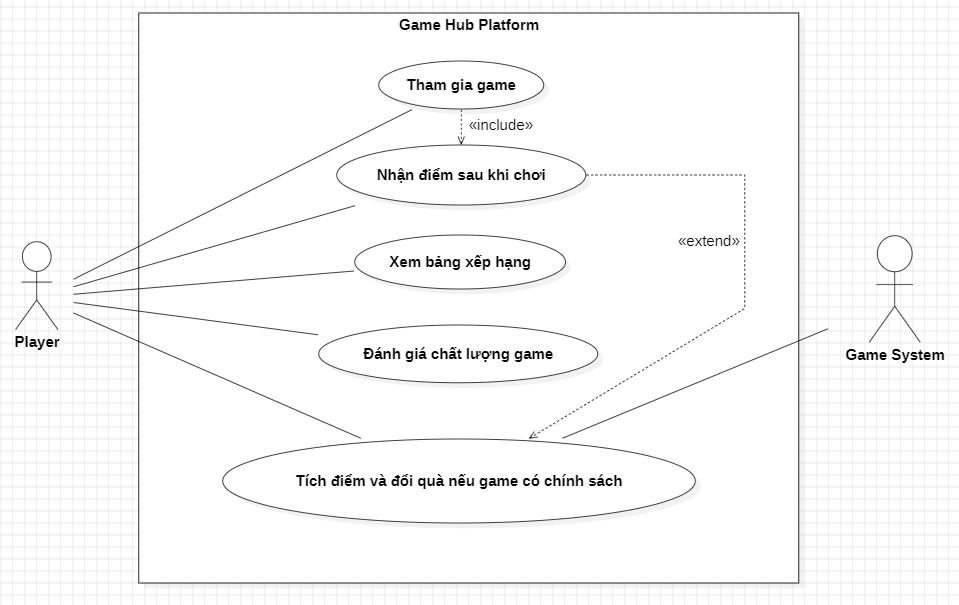 Game Hub Platform
Tham gia game
«include»
Nhận điểm sau khi chơi
«extend»
Xem bảng xếp hạng
Player
Đánh giá chất lượng game
Game System
Tích điểm và đổi quà nếu game có chính sách